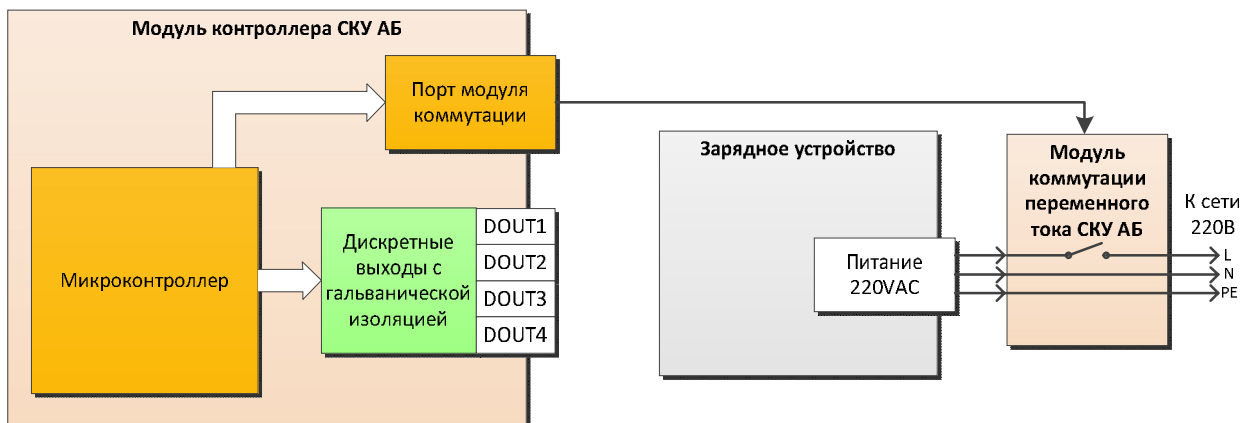 Модуль контроллера СКУ АБ
Порт модуля
коммутации
Микроконтроллер
Дискретные
выходы с
гальванической
изоляцией
DOUT1
DOUT2
DOUT3
DOUT4
Зарядное устройство
Питание
220VAC
Модуль
коммутации
переменного
тока СКУ АБ
К сети
220В
L
N
PE